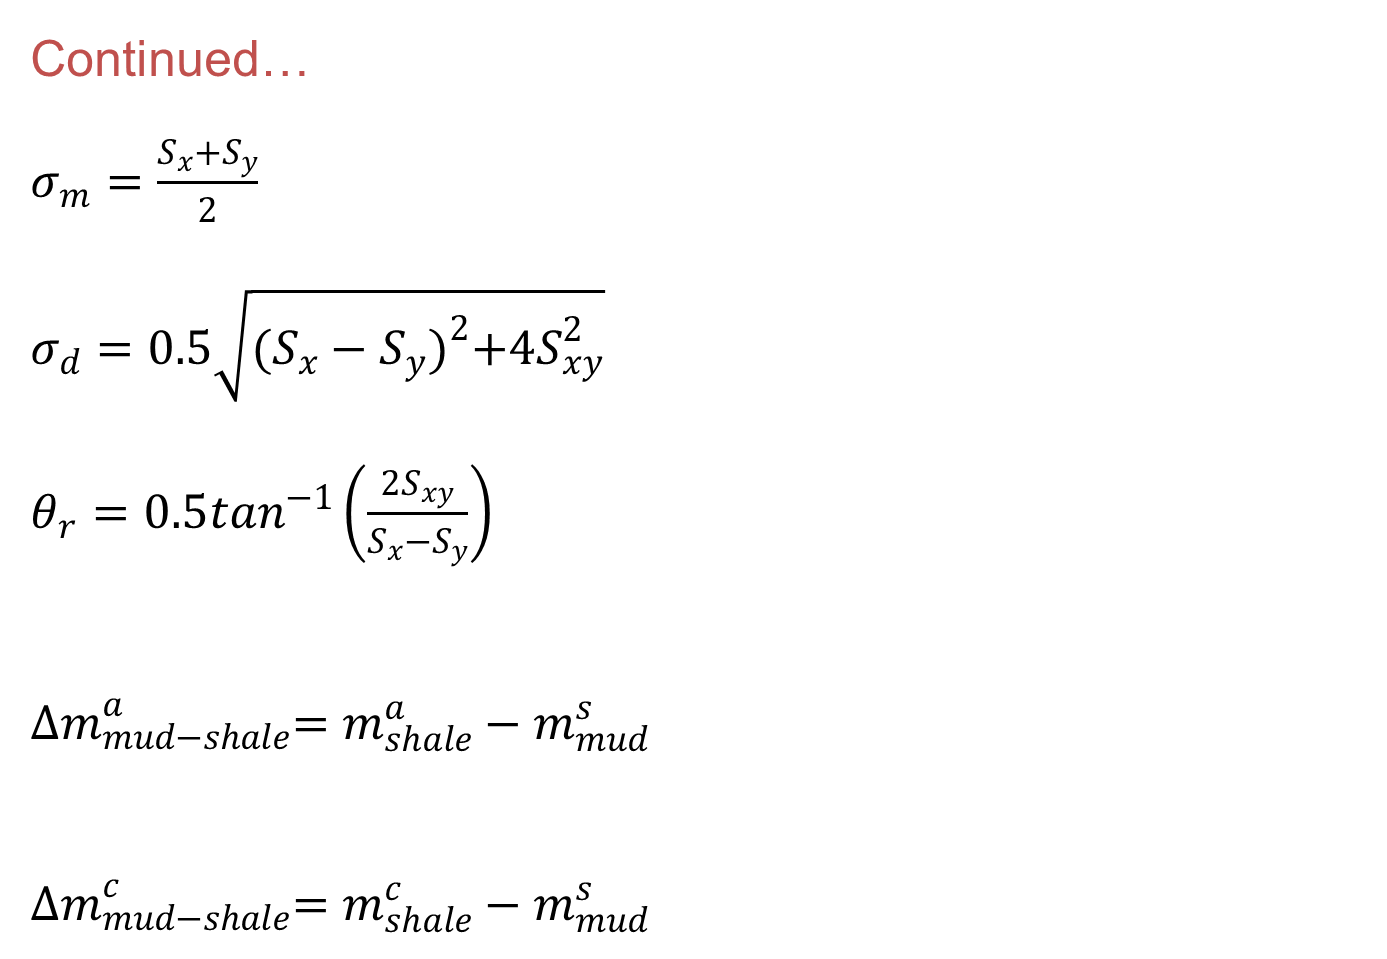 Continued…
σ_m = (S_x+S_y)/2
σ_d = 0.5√((S_x − S_y)^2+4S_xy^2)
θ_r = 0.5tan^−1((2S_xy)/(S_x−S_y))
Δm^a_mud−shale= m^a_shale − m^s_mud
Δm^c_mud−shale= m^c_shale − m^s_mud